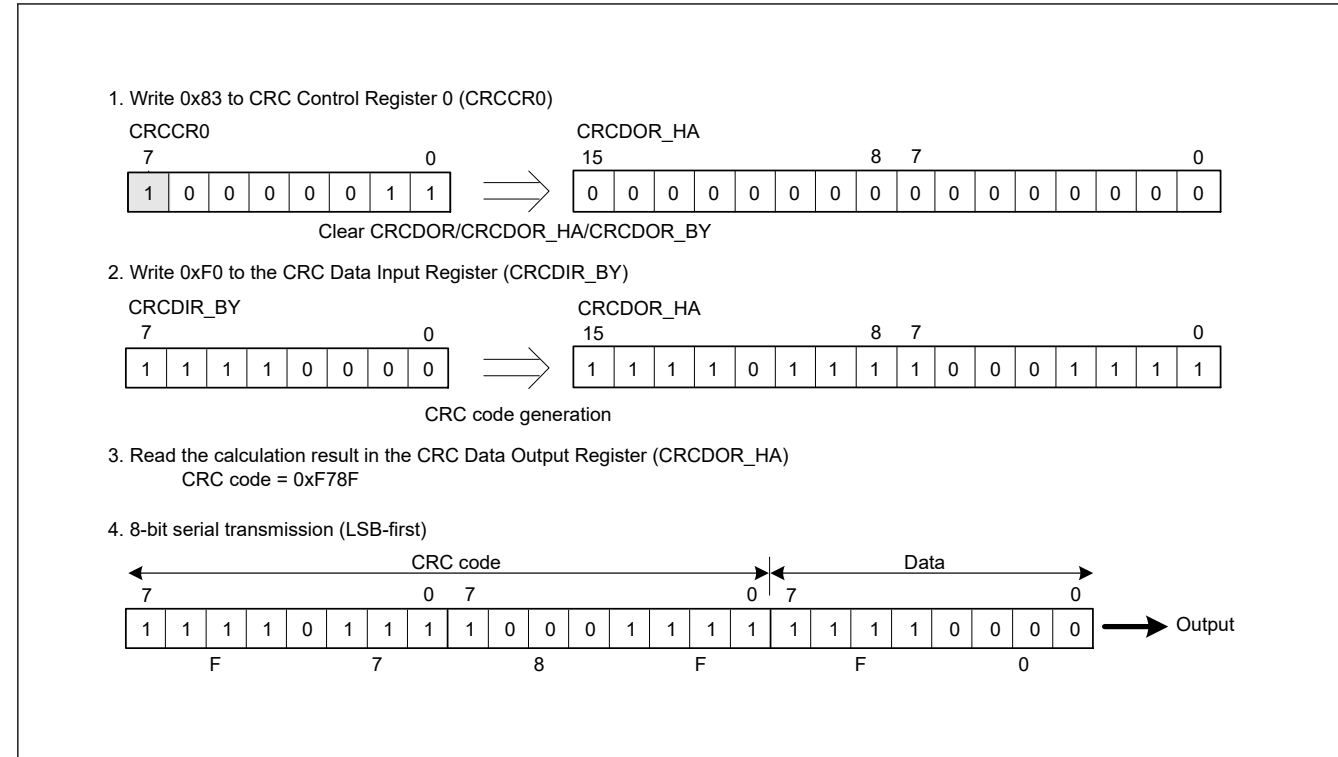 1. Write 0x83 to CRC Control Register 0 (CRCCR0)
CRCCR0 CRCDOR_HA
7 0 15 8 7 0
1 0 0 0 0 0 1 1 0 0 0 0 0 0 0 0 0 0 0 0 0 0 0 0
Clear CRCDOR/CRCDOR_HA/CRCDOR_BY
2. Write 0xF0 to the CRC Data Input Register (CRCDIR_BY)
CRCDIR_BY CRCDOR_HA
7 0 15 8 7 0
1 1 1 1 0 0 0 0 1 1 1 1 0 1 1 1 1 0 0 0 1 1 1 1
CRC code generation
3. Read the calculation result in the CRC Data Output Register (CRCDOR_HA)
CRC code = 0xF78F
4. 8-bit serial transmission (LSB-first)
CRC code Data
7 0 7 0 7 0
1 1 1 1 0 1 1 1 1 0 0 0 1 1 1 1 1 1 1 1 0 0 0 0 Output
F 7 8 F F 0